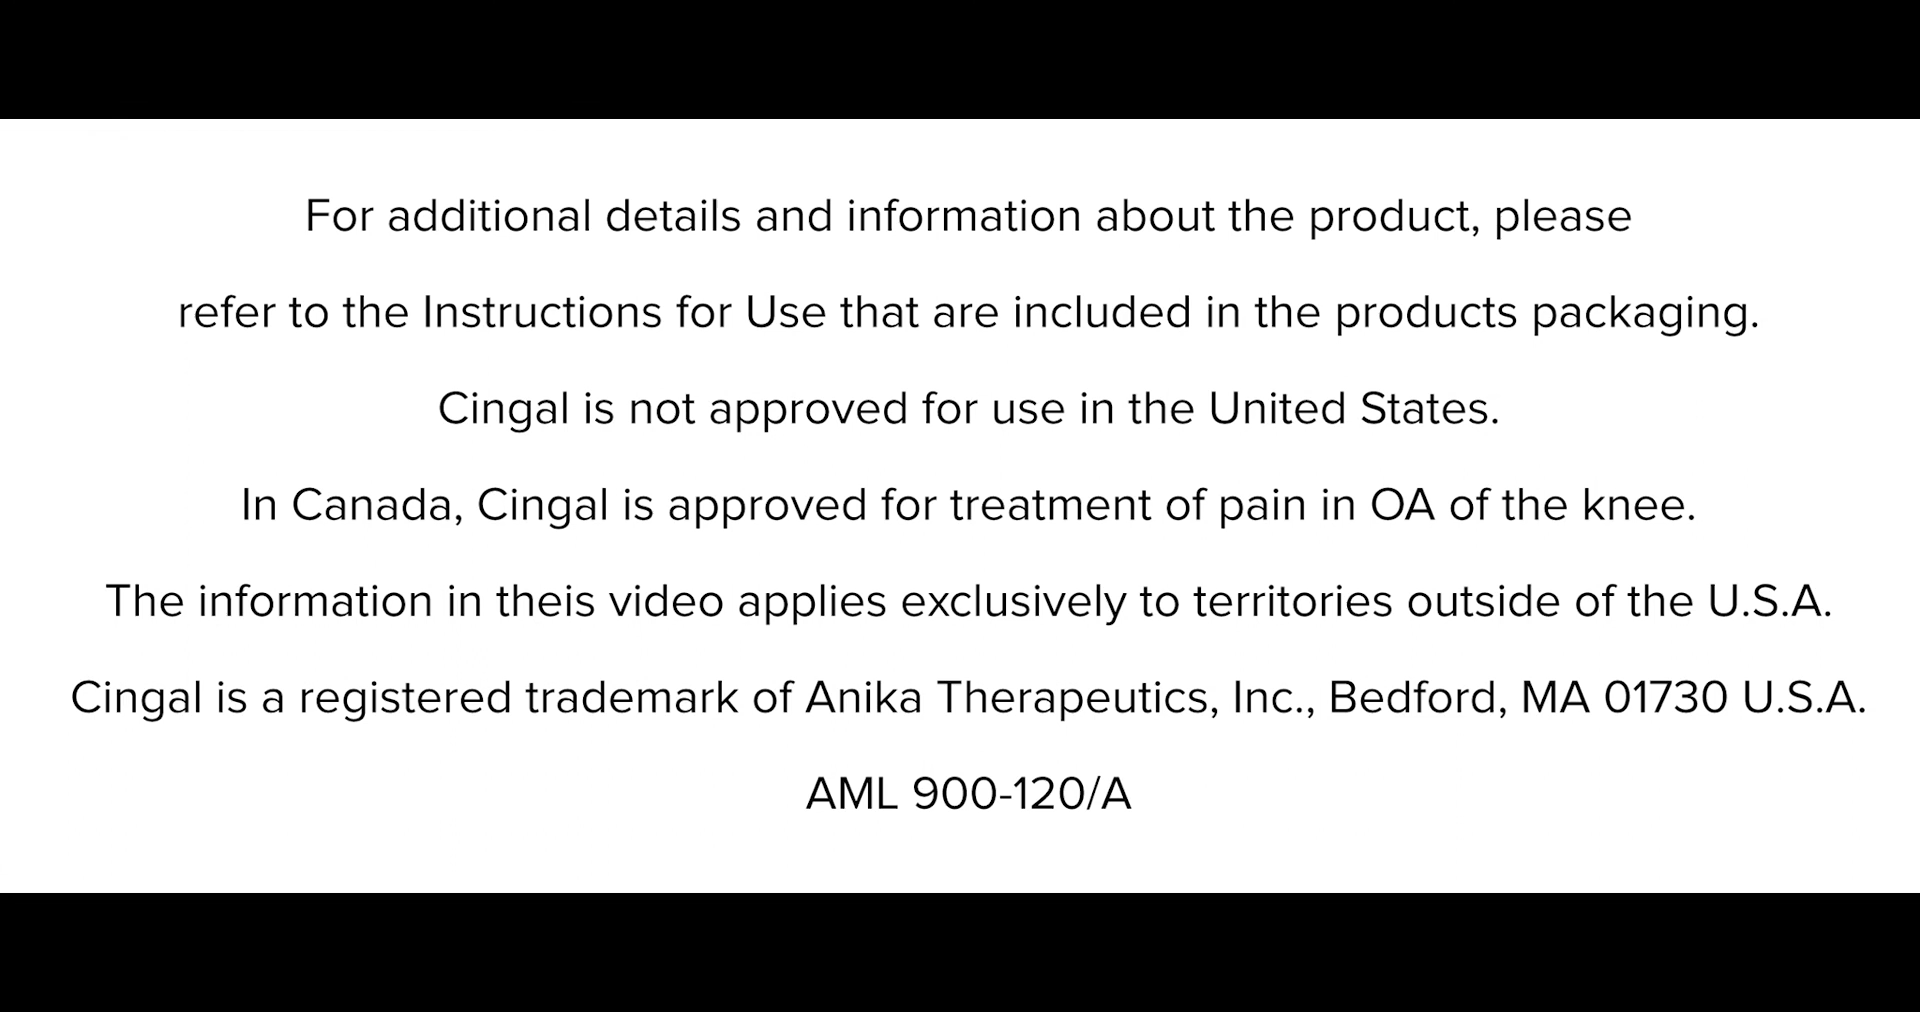 For additional details and information about the product, please
refer to the Instructions for Use that are included in the products packaging.
Cingal is not approved for use in the United States.
In Canada, Cingal is approved for treatment of pain in OA of the knee.
The information in theis video applies exclusively to territories outside of the U.S.A.
Cingal is a registered trademark of Anika Therapeutics, Inc., Bedford, MA 01730 U.S.A.
AML 900-120/A